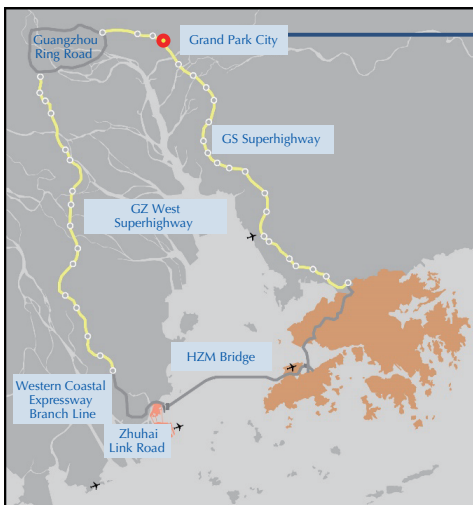 Guangzhou
Ring Road
Grand Park City
GS Superhighway
GZ West
Superhighway
HZM Bridge
Western Coastal
Expressway
Branch Line
Zhuhai
Link Road